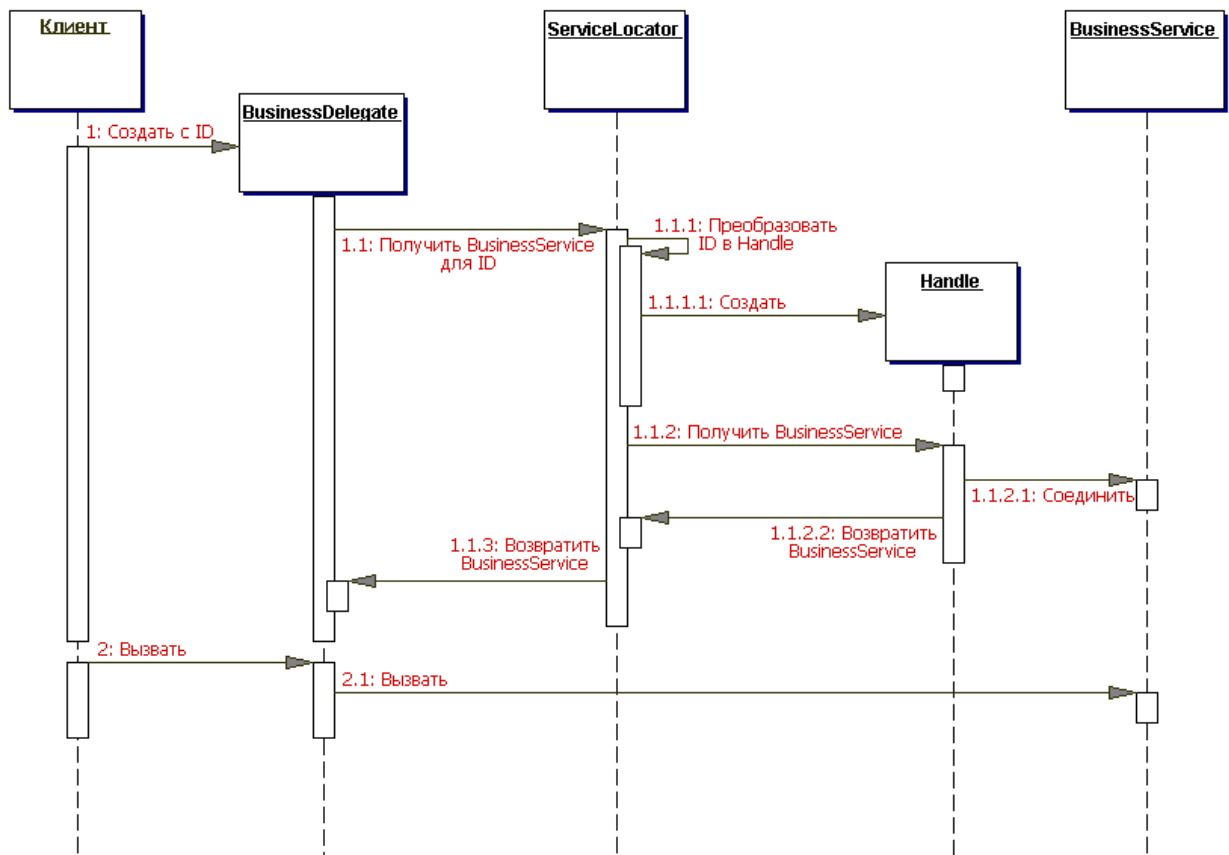 Клиент
ServiceLocator
BusinessService
BusinessDelegate
1: Создать с ID
1.1: Получить BusinessService
для ID
1.1.1: Преобразовать
ID в Handle
Handle
1.1.1.1: Создать
1.1.2: Получить BusinessService
1.1.2.1: Соединить
1.1.2.2: Возвратить
BusinessService
1.1.3: Возвратить
BusinessService
2: Вызвать
2.1: Вызвать